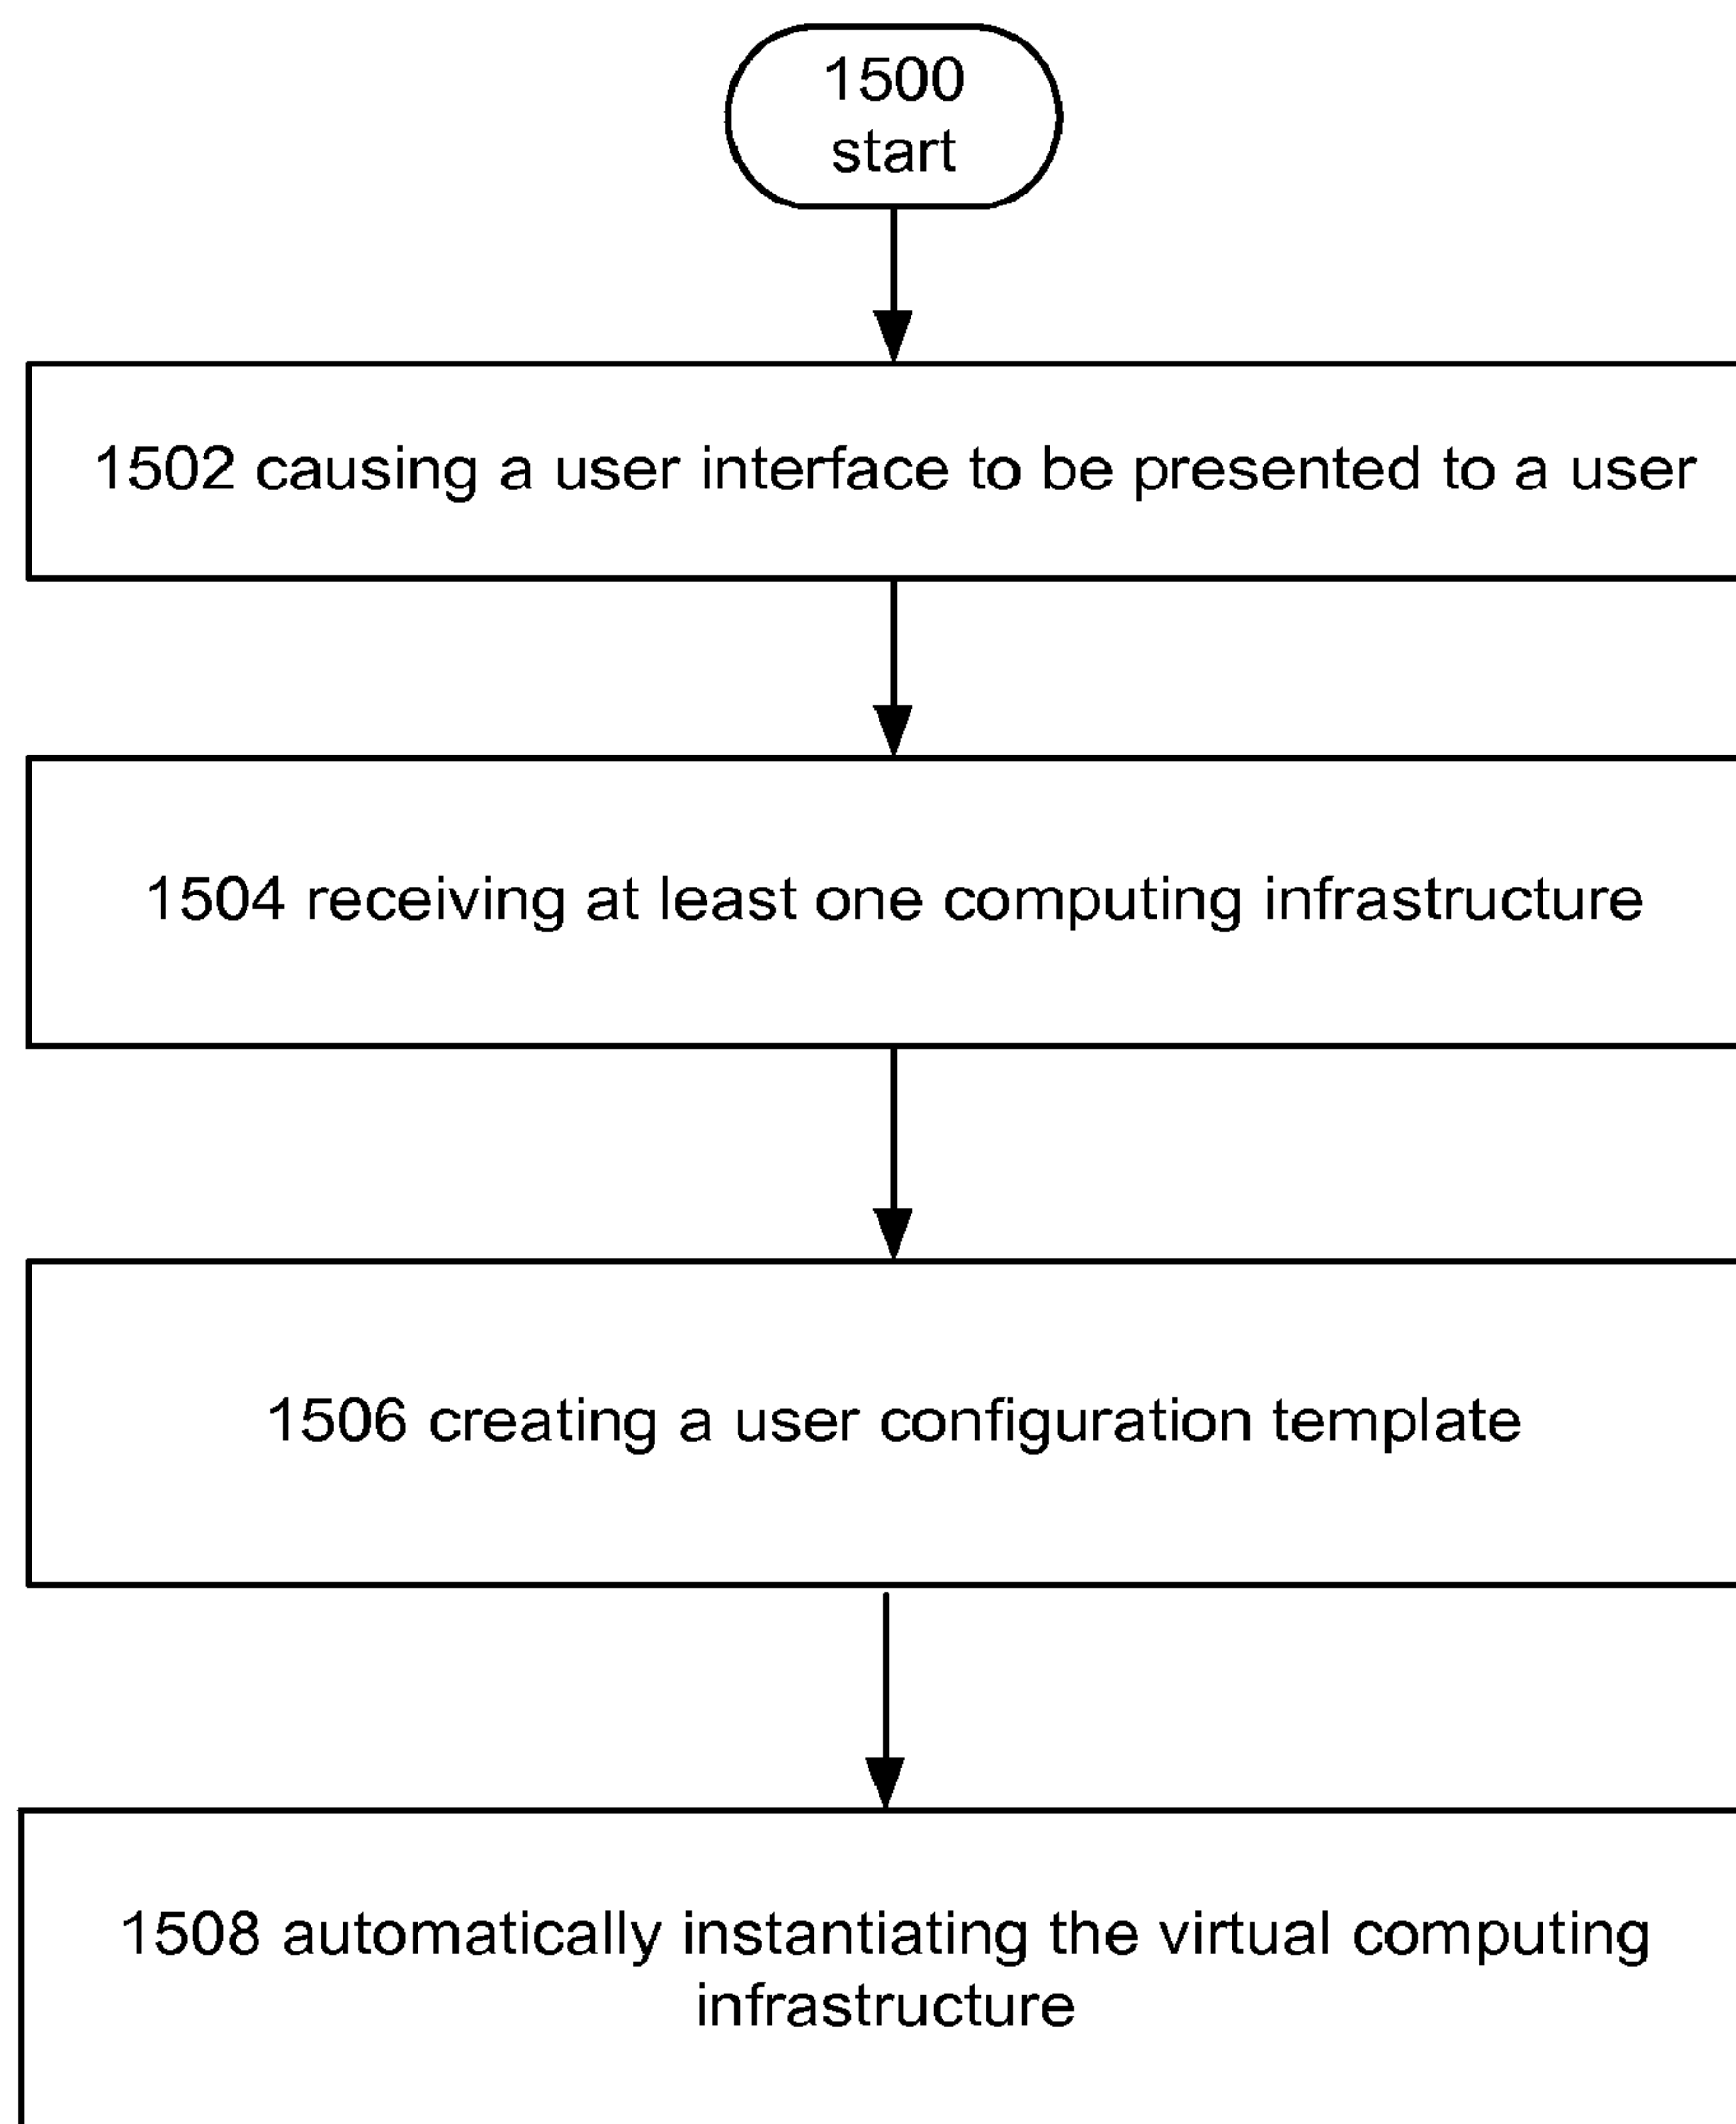 1500
start
1502 causing a user interface to be presented to a user
1504 receiving at least one computing infrastructure
1506 creating a user configuration template
1508 automatically instantiating the virtual computing
infrastructure